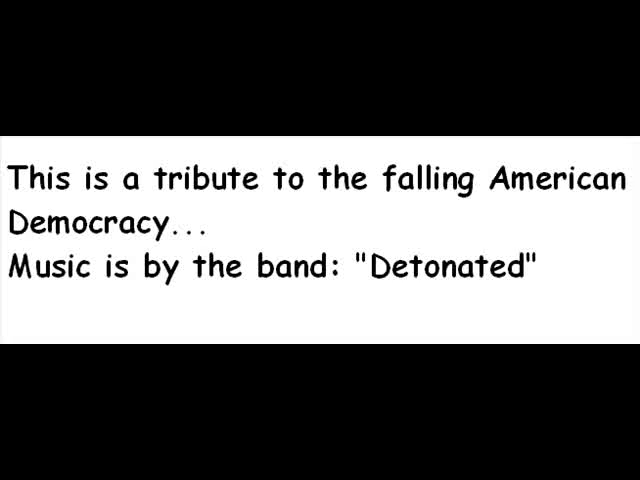 This is a tribute to the falling American
Democracy...
Music is by the band: "Detonated"